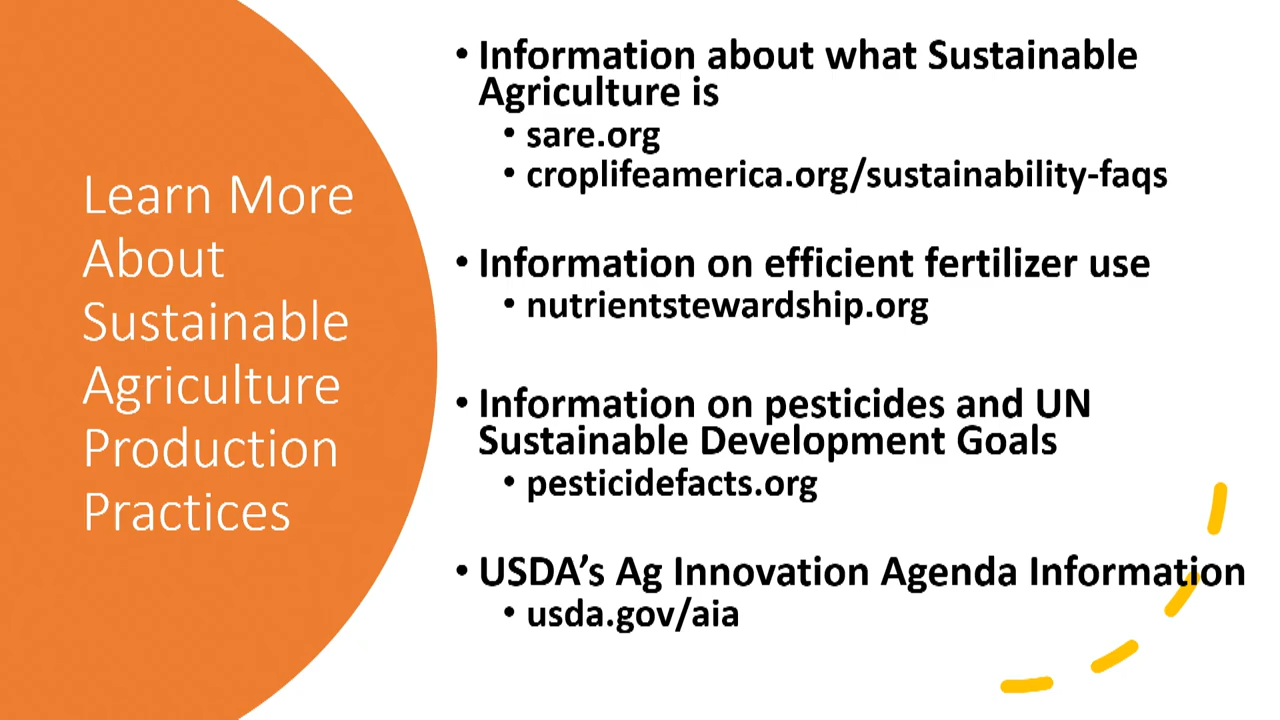 Learn More
About
Sustainable
Agriculture
Production
Practices
• Information about what Sustainable
Agriculture is
• sare.org
• croplifeamerica.org/sustainability-faqs
• Information on efficient fertilizer use
• nutrientstewardship.org
• Information on pesticides and UN
Sustainable Development Goals
• pesticidefacts.org
• USDA’s Ag Innovation Agenda Information
• usda.gov/aia